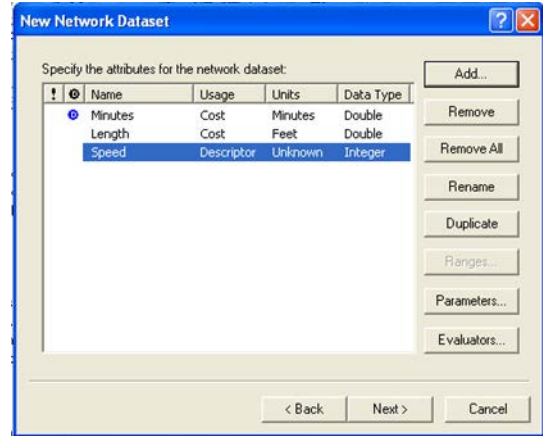 New Network Dataset
Specify the attributes for the network dataset:
! Name Usage Units Data Type
Minutes Cost Minutes Double
Length Cost Feet Double
Speed Descriptor Unknown Integer
Add...
Remove
Remove All
Rename
Duplicate
Ranges...
Parameters...
Evaluators...
< Back
Next >
Cancel